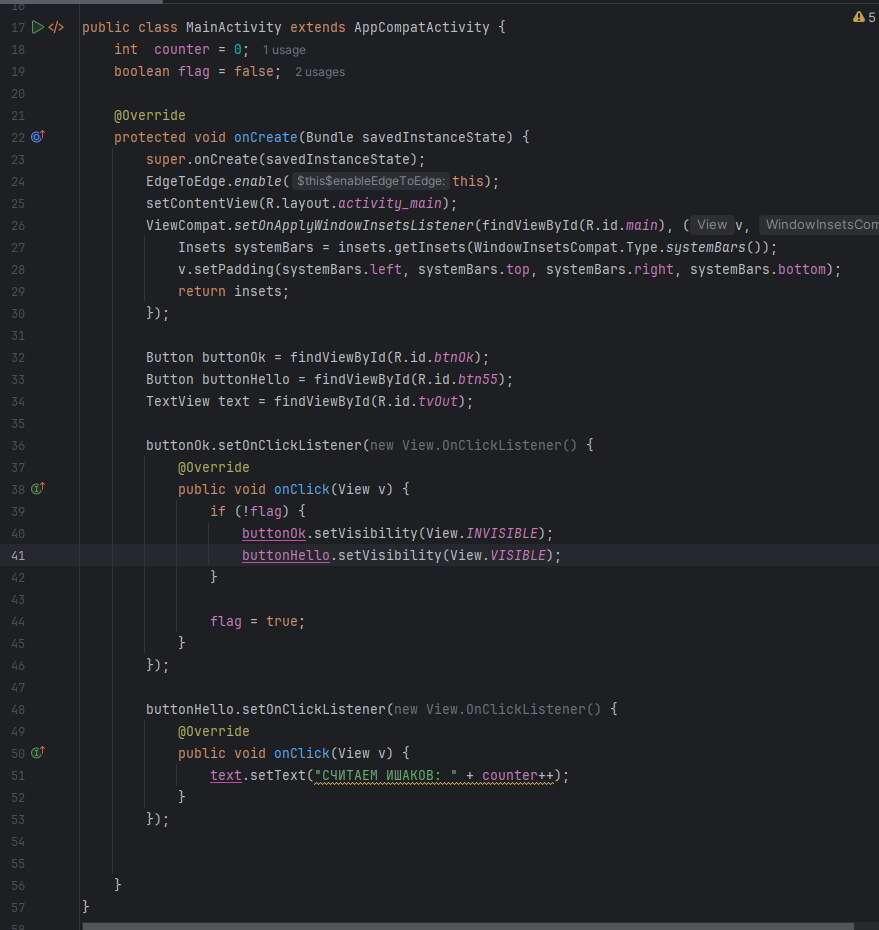 16
17 public class MainActivity extends AppCompatActivity {
5
18 int  counter = 0;  1 usage
19 boolean flag = false;  2 usages
20
21 @Override
22 protected void onCreate(Bundle savedInstanceState) {
23 super.onCreate(savedInstanceState);
24 EdgeToEdge.enable( $this$enableEdgeToEdge: this);
25 setContentView(R.layout.activity_main);
26 ViewCompat.setOnApplyWindowInsetsListener(findViewById(R.id.main), ( View v, WindowInsetsCom
27 Insets systemBars = insets.getInsets(WindowInsetsCompat.Type.systemBars());
28 v.setPadding(systemBars.left, systemBars.top, systemBars.right, systemBars.bottom);
29 return insets;
30 });
31
32 Button buttonOk = findViewById(R.id.btnOk);
33 Button buttonHello = findViewById(R.id.btn55);
34 TextView text = findViewById(R.id.tvOut);
35
36 buttonOk.setOnClickListener(new View.OnClickListener() {
37 @Override
38 public void onClick(View v) {
39 if (!flag) {
40 buttonOk.setVisibility(View.INVISIBLE);
41 buttonHello.setVisibility(View.VISIBLE);
42 }
43
44 flag = true;
45 }
46 });
47
48 buttonHello.setOnClickListener(new View.OnClickListener() {
49 @Override
50 public void onClick(View v) {
51 text.setText("СЧИТАЕМ ИШАКОВ: " + counter++);
52 }
53 });
54
55
56 }
57 }
58